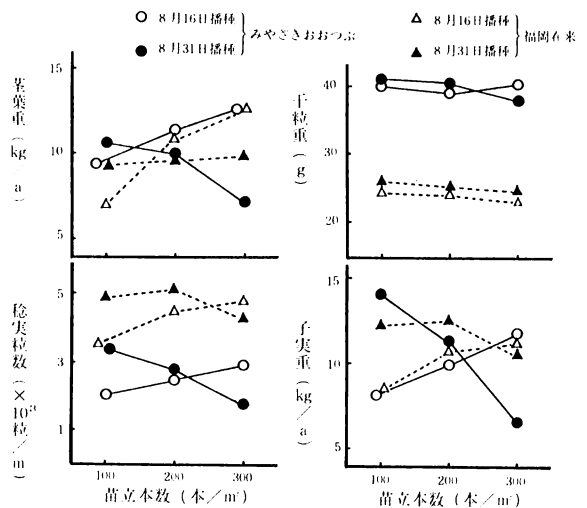 8月16日播種
8月31日播種
みやざきおおつぶ
8月16日播種
8月31日播種
福岡在来
茎葉重(kg/a)
15
10
5
千粒重(g)
40
30
20
稔実粒数(×10³粒/㎡)
5
3
1
子実重(kg/a)
15
10
5
100 200 300
苗立本数(本/㎡)
100 200 300
苗立本数(本/㎡)